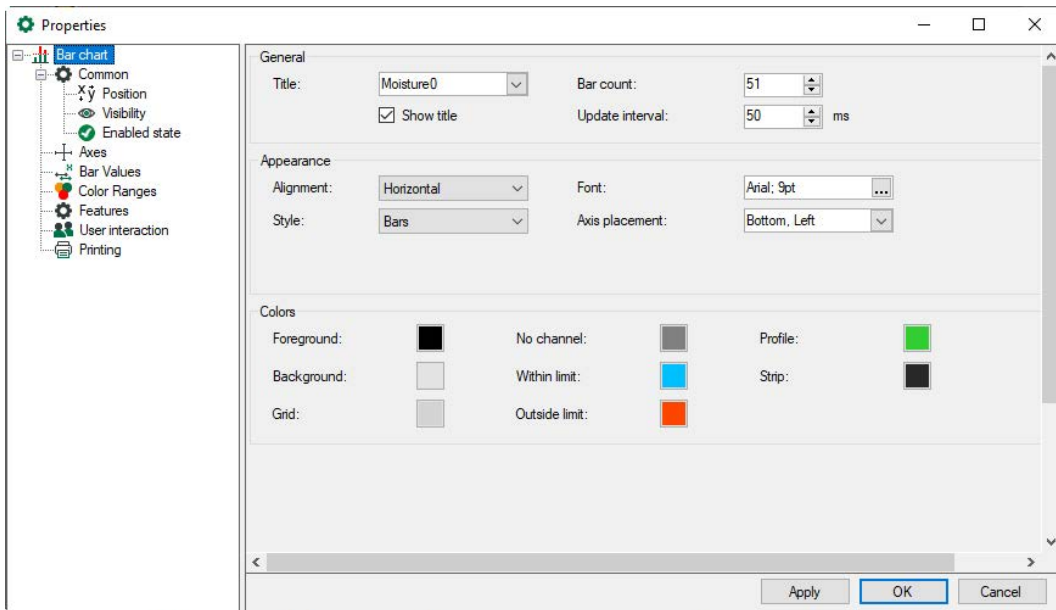 Properties
Bar chart
Common
Position
Visibility
Enabled state
Axes
Bar Values
Color Ranges
Features
User interaction
Printing
General
Title: Moisture0 Bar count: 51
Show title Update interval: 50 ms
Appearance
Alignment: Horizontal Font: Arial; 9pt ...
Style: Bars Axis placement: Bottom, Left
Colors
Foreground: No channel: Profile:
Background: Within limit: Strip:
Grid: Outside limit:
Apply OK Cancel